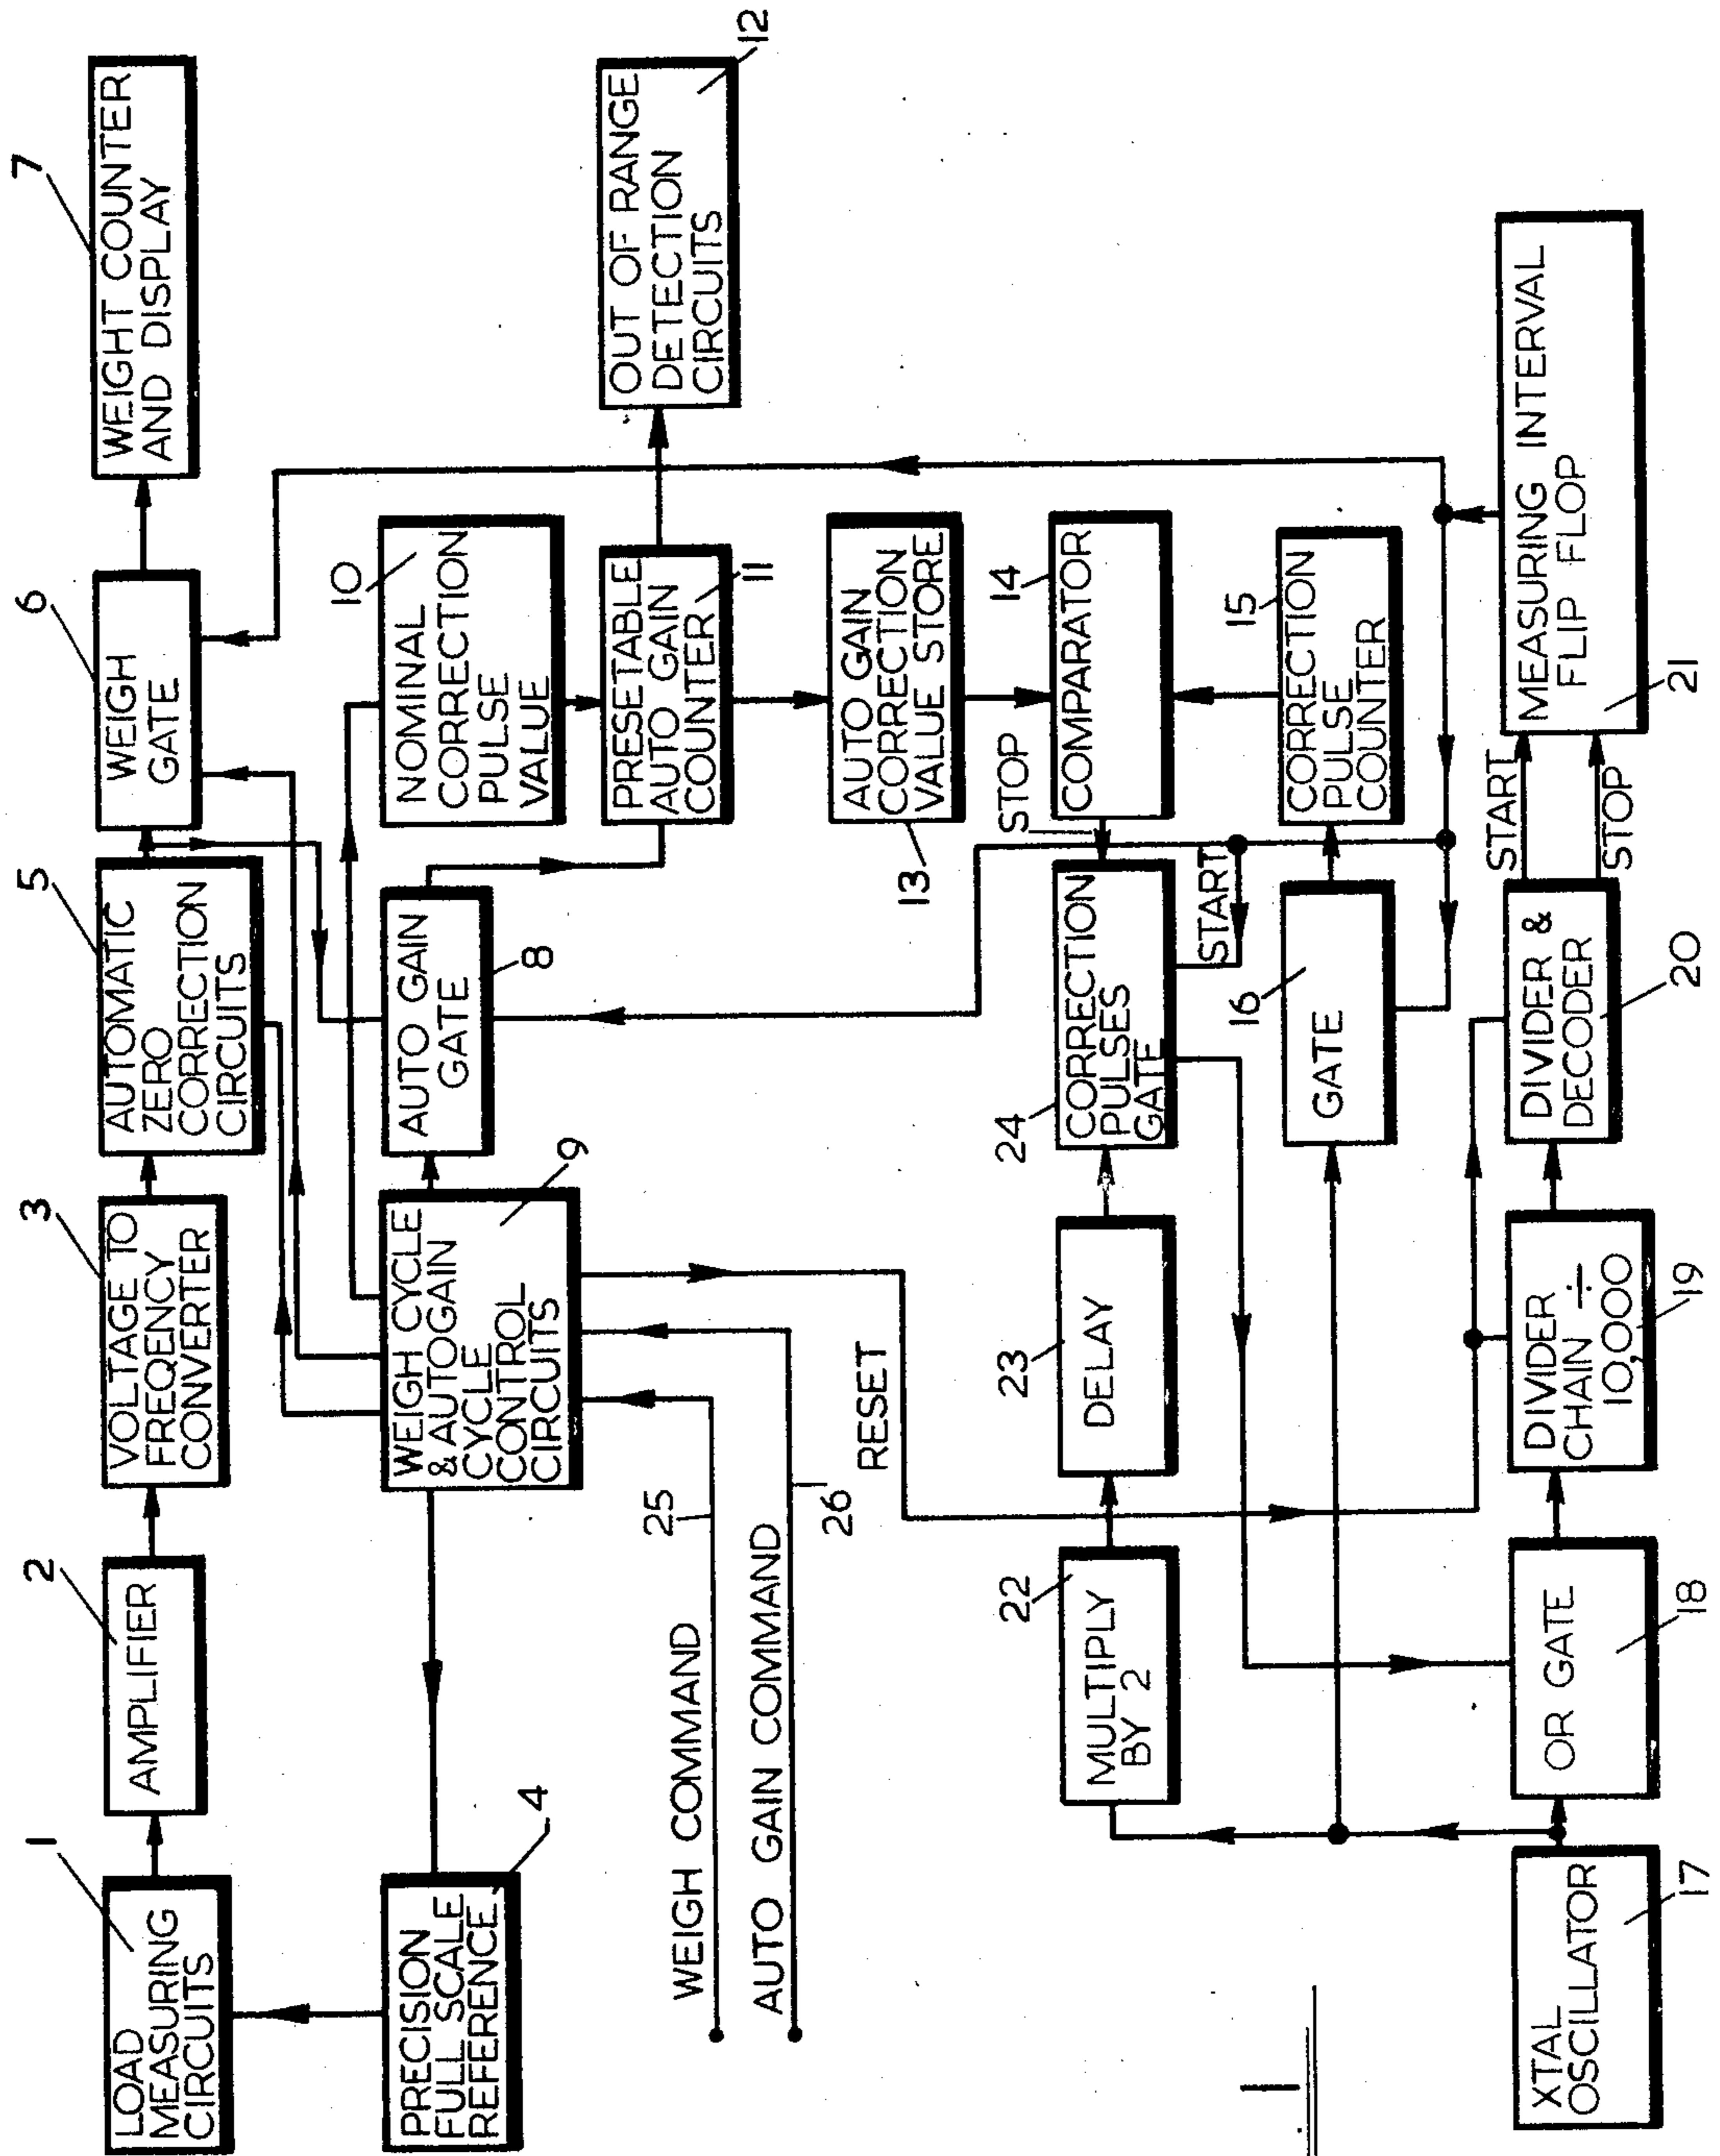 1
LOAD
MEASURING
CIRCUITS
2
AMPLIFIER
3
VOLTAGE TO
FREQENCY
CONVERTER
5
AUTOMATIC
ZERO
CORRECTION
CIRCUITS
6
WEIGH
GATE
7
WEIGHT COUNTER
AND DISPLAY
4
PRECISION
FULL SCALE
REFERENCE
9
WEIGH CYCLE
& AUTOGAIN
CYCLE
CONTROL
CIRCUITS
8
AUTO GAIN
GATE
10
NOMINAL
CORRECTION
PULSE
VALUE
PRESETABLE
AUTO GAIN
COUNTER
11
OUT OF RANGE
DETECTION
CIRCUITS
12
AUTO GAIN
CORRECTION
VALUE STORE
13
WEIGH COMMAND
25
AUTO GAIN COMMAND
26
RESET
22
MULTIPLY
BY 2
23
DELAY
24
CORRECTION
PULSES
GATE
STOP
START
14
COMPARATOR
15
CORRECTION
PULSE
COUNTER
16
GATE
XTAL
OSCILLATOR
17
OR GATE
18
DIVIDER
CHAIN ÷
10,000
19
DIVIDER &
DECODER
20
START
STOP
MEASURING INTERVAL
FLIP FLOP
21